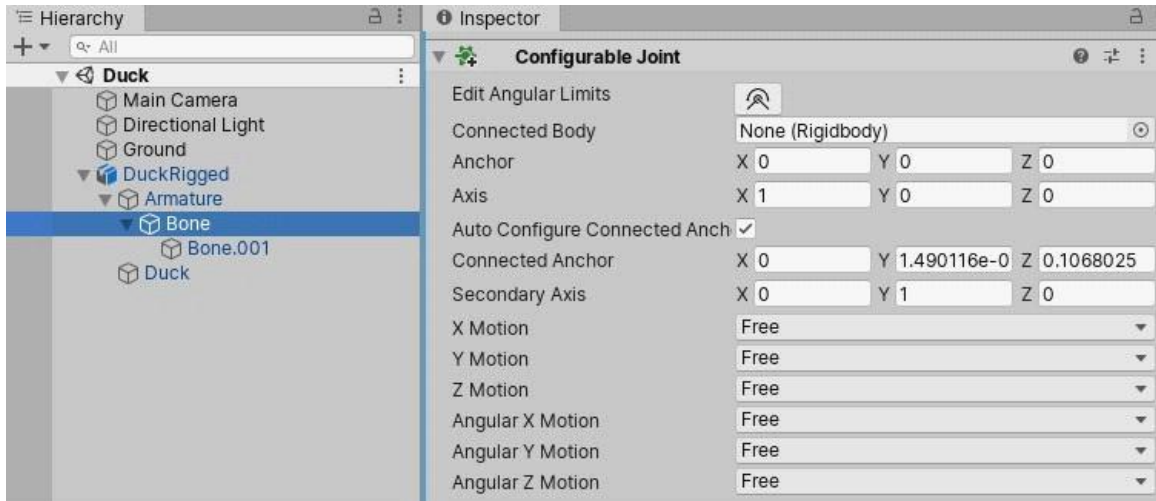 Hierarchy
All
Duck
Main Camera
Directional Light
Ground
DuckRigged
Armature
Bone
Bone.001
Duck
Inspector
Configurable Joint
Edit Angular Limits
Connected Body None (Rigidbody)
Anchor X 0 Y 0 Z 0
Axis X 1 Y 0 Z 0
Auto Configure Connected Anch
Connected Anchor X 0 Y 1.490116e-0 Z 0.1068025
Secondary Axis X 0 Y 1 Z 0
X Motion Free
Y Motion Free
Z Motion Free
Angular X Motion Free
Angular Y Motion Free
Angular Z Motion Free